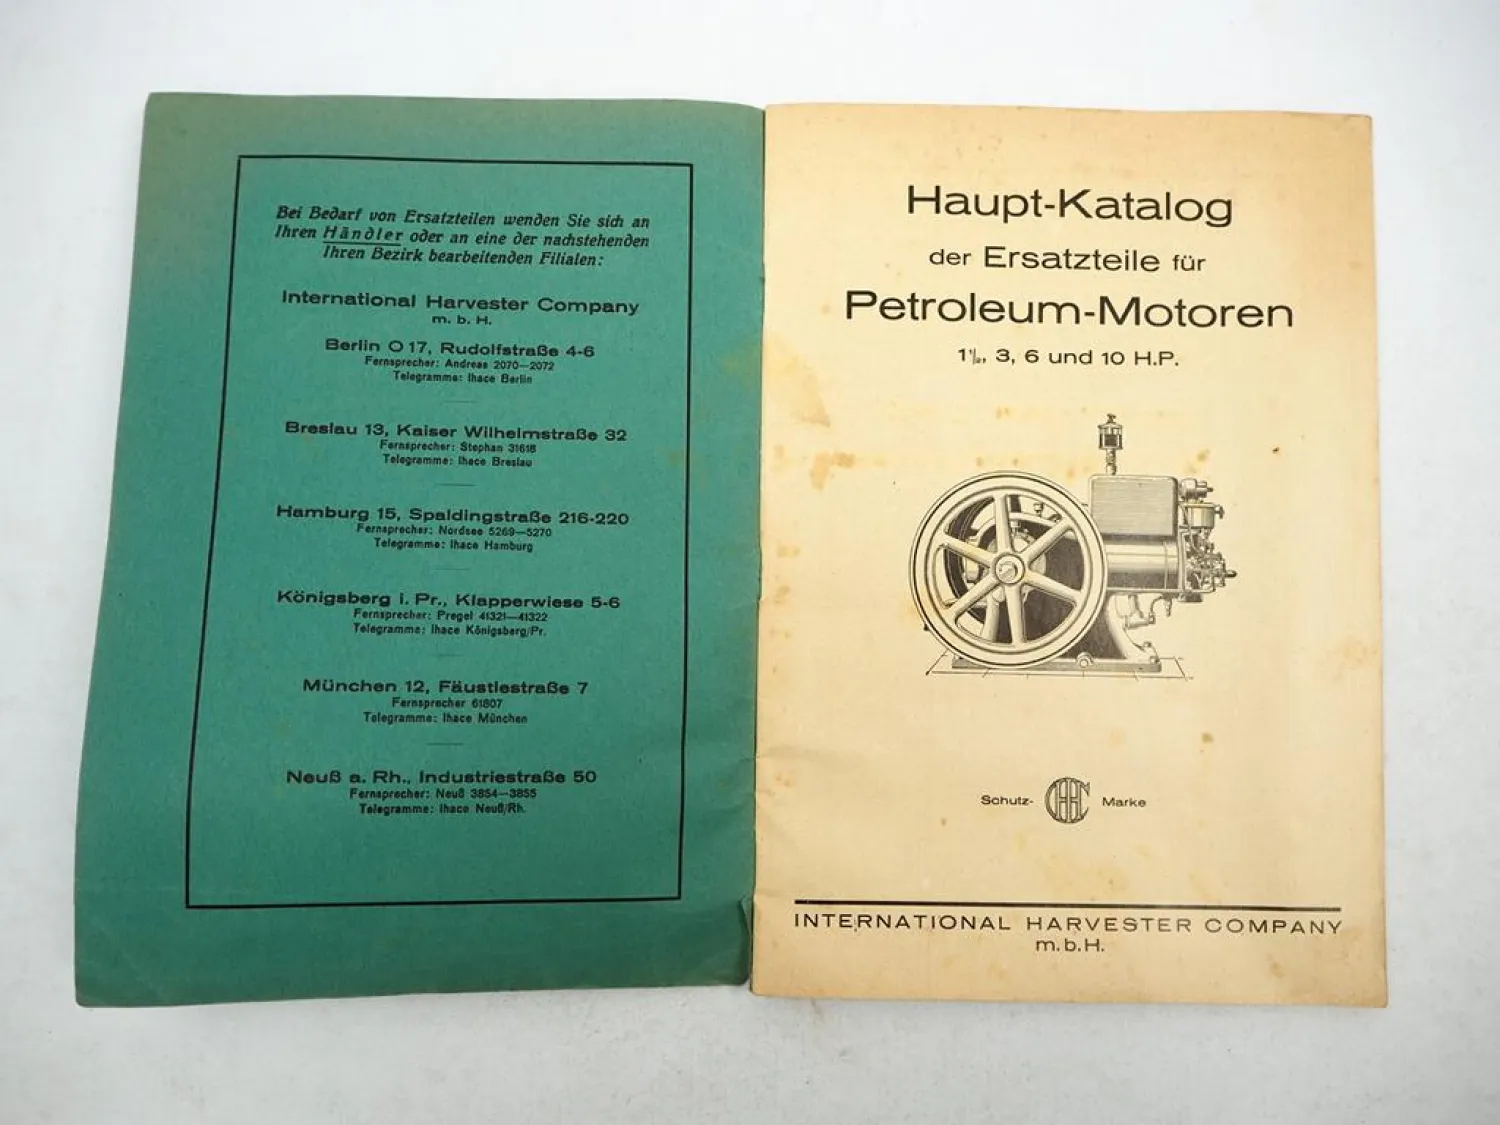 Bei Bedarf von Ersatzteilen wenden Sie sich an
Ihren Händler oder an eine der nachstehenden
Ihren Bezirk bearbeitenden Filialen:
International Harvester Company
m. b. H.
Berlin O 17, Rudolfstraße 4-6
Fernsprecher: Andreas 2070—2072
Telegramme: Ihace Berlin
Breslau 13, Kaiser Wilhelmstraße 32
Fernsprecher: Stephan 31618
Telegramme: Ihace Breslau
Hamburg 15, Spaldingstraße 216-220
Fernsprecher: Nordsee 5269—5270
Telegramme: Ihace Hamburg
Königsberg i. Pr., Klapperwiese 5-6
Fernsprecher: Pregel 41321—41322
Telegramme: Ihace Königsberg/Pr.
München 12, Fäustlestraße 7
Fernsprecher 61807
Telegramme: Ihace München
Neuß a. Rh., Industriestraße 50
Fernsprecher: Neuß 3854—3855
Telegramme: Ihace Neuß/Rh.
Haupt-Katalog
der Ersatzteile für
Petroleum-Motoren
1½, 3, 6 und 10 H.P.
Schutz- IHC Marke
INTERNATIONAL HARVESTER COMPANY
m. b. H.